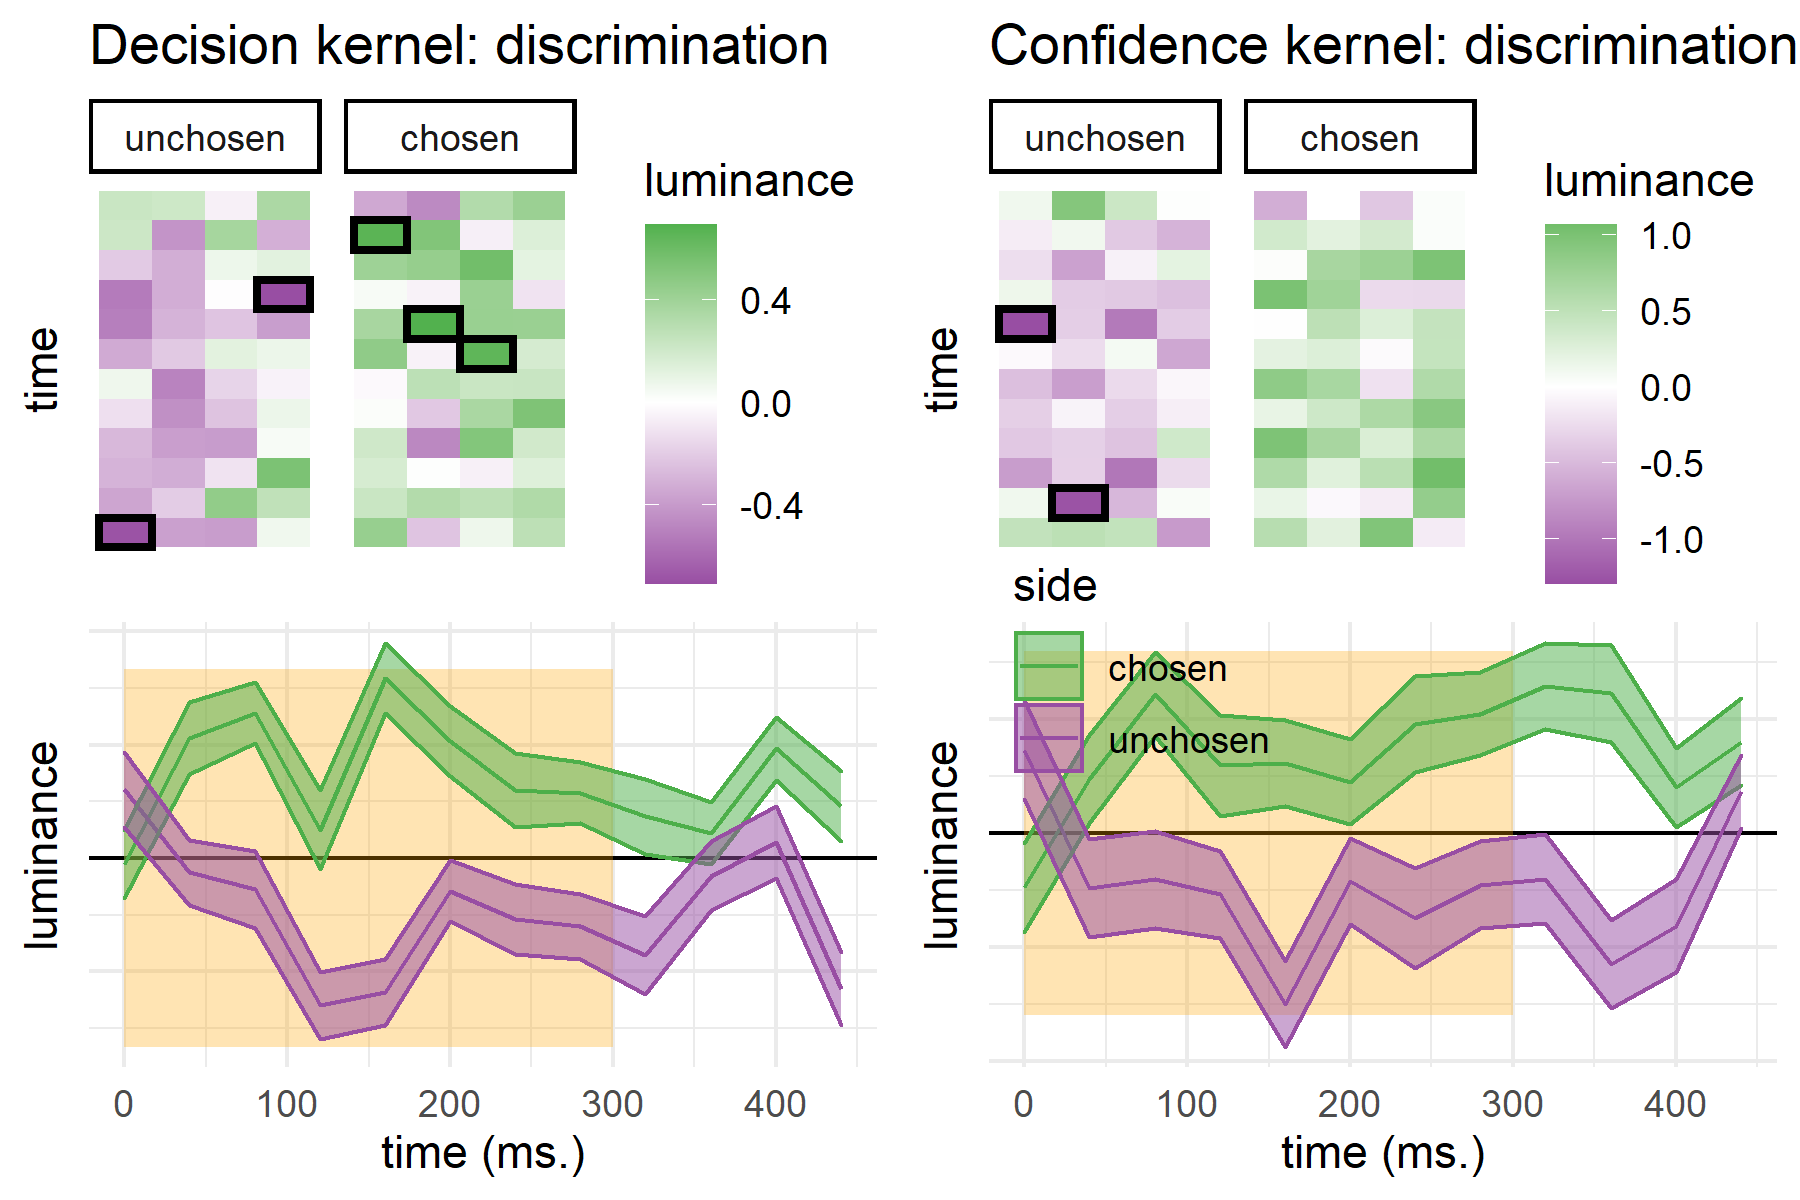 Decision kernel: discrimination
unchosen
chosen
luminance
0.4
0.0
-0.4
time
luminance
0
100
200
300
400
time (ms.)
Confidence kernel: discrimination
unchosen
chosen
luminance
1.0
0.5
0.0
-0.5
-1.0
time
side
chosen
unchosen
luminance
0
100
200
300
400
time (ms.)